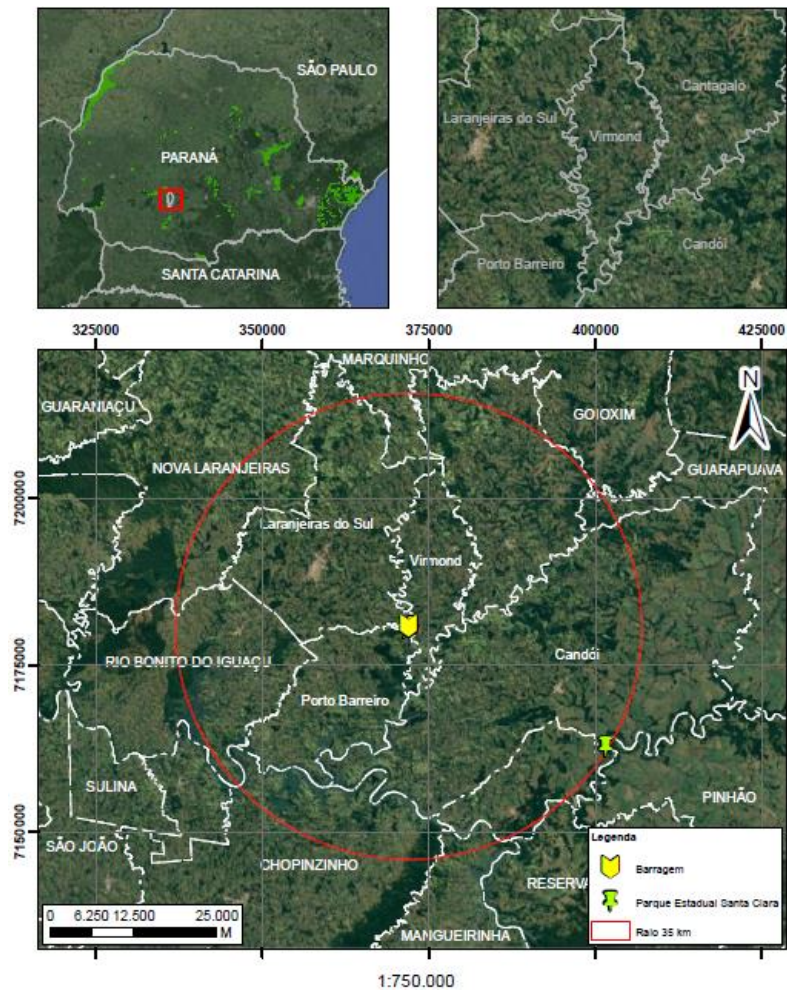 SÃO PAULO
PARANÁ
SANTA CATARINA
Cantagalo
Laranjeiras do Sul
Virmond
Candói
Porto Barreiro
325000 350000 375000 400000 425000
MARQUINHO
N
GUARANIAÇU
GOIOXIM
NOVA LARANJEIRAS
GUARAPUAVA
7200000
Laranjeiras do Sul
Virmond
Candói
RIO BONITO DO IGUAÇU
7175000
Porto Barreiro
SULINA
PINHÃO
7150000
SÃO JOÃO
CHOPINZINHO
RESERVA
MANGUEIRINHA
Legenda
Barragem
Parque Estadual Santa Clara
Raio 35 km
0 6.250 12.500 25.000
M
1:750.000